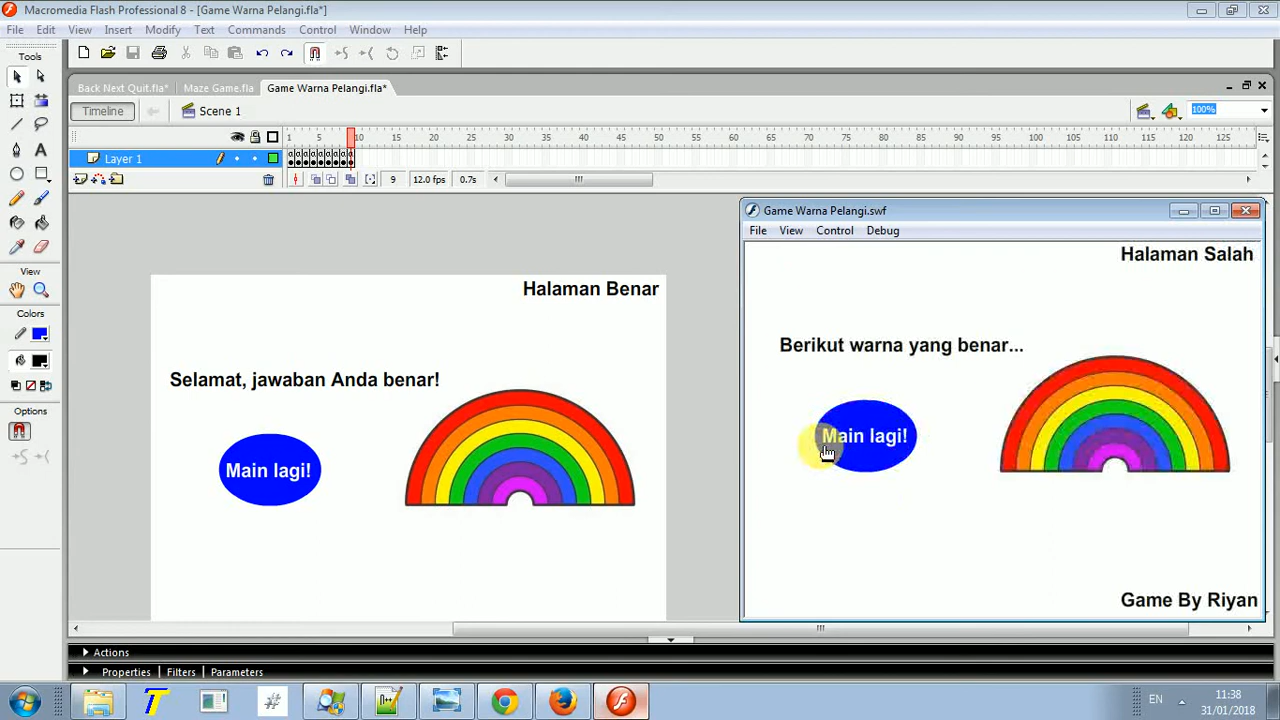 Macromedia Flash Professional 8 - [Game Warna Pelangi.fla*]
File Edit View Insert Modify Text Commands Control Window Help
Tools
Back Next Quit.fla* Maze Game.fla Game Warna Pelangi.fla*
Timeline Scene 1 100%
1 5 10 15 20 25 30 35 40 45 50 55 60 65 70 75 80 85 90 95 100 105 110 115 120 125
Layer 1
9 12.0 fps 0.7s
View
Colors
Options
Halaman Benar
Selamat, jawaban Anda benar!
Main lagi!
Game Warna Pelangi.swf
File View Control Debug
Halaman Salah
Berikut warna yang benar...
Main lagi!
Game By Riyan
Actions
Properties Filters Parameters
EN 11:38
31/01/2018